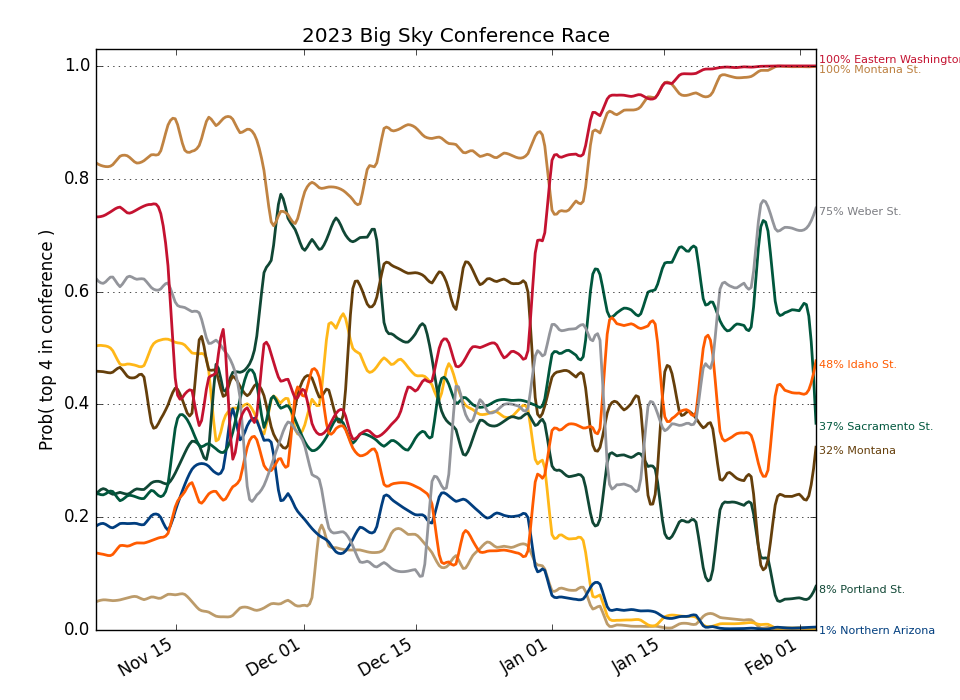 2023 Big Sky Conference Race
Prob( top 4 in conference )
1.0
0.8
0.6
0.4
0.2
0.0
Nov 15
Dec 01
Dec 15
Jan 01
Jan 15
Feb 01
100% Eastern Washington
100% Montana St.
75% Weber St.
48% Idaho St.
37% Sacramento St.
32% Montana
8% Portland St.
1% Northern Arizona